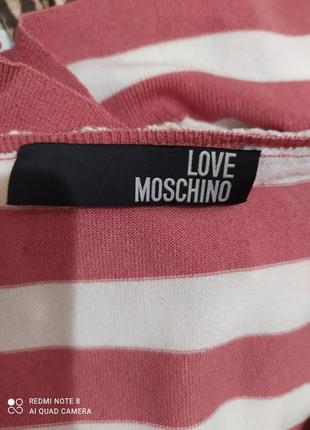 LOVE
MOSCHINO
REDMI NOTE 8
AI QUAD CAMERA